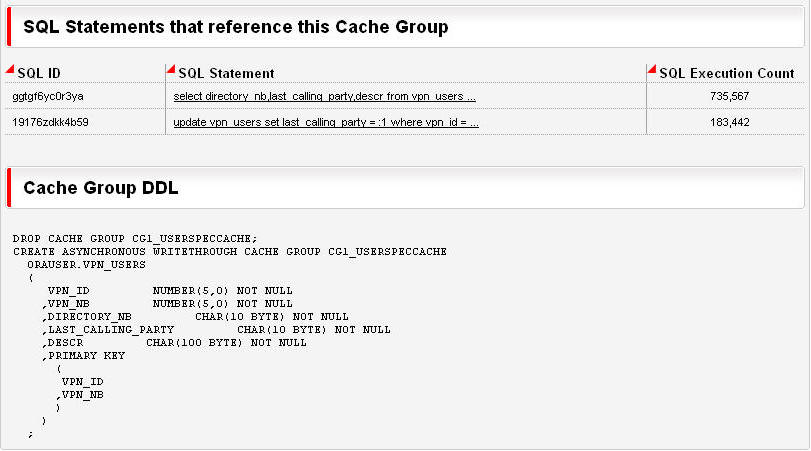 SQL Statements that reference this Cache Group
SQL ID SQL Statement SQL Execution Count
ggtgf6yc0r3ya select directory_nb,last_calling_party,descr from vpn_users ... 735,567
19176zdkk4b59 update vpn_users set last_calling_party = :1 where vpn_id = ... 183,442
Cache Group DDL
DROP CACHE GROUP CG1_USERSPECCACHE;
CREATE ASYNCHRONOUS WRITETHROUGH CACHE GROUP CG1_USERSPECCACHE
ORAUSER.VPN_USERS
(
VPN_ID NUMBER(5,0) NOT NULL
,VPN_NB NUMBER(5,0) NOT NULL
,DIRECTORY_NB CHAR(10 BYTE) NOT NULL
,LAST_CALLING_PARTY CHAR(10 BYTE) NOT NULL
,DESCR CHAR(100 BYTE) NOT NULL
,PRIMARY KEY
(
VPN_ID
,VPN_NB
)
)
;